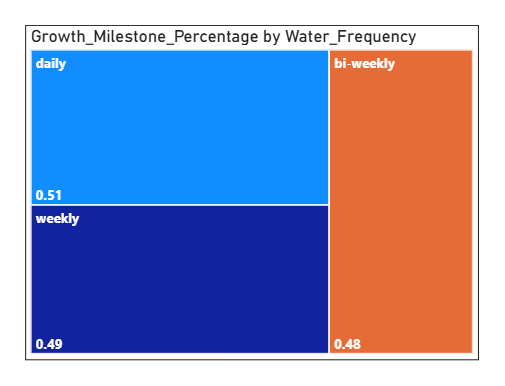 Growth_Milestone_Percentage by Water_Frequency
daily
0.51
weekly
0.49
bi-weekly
0.48